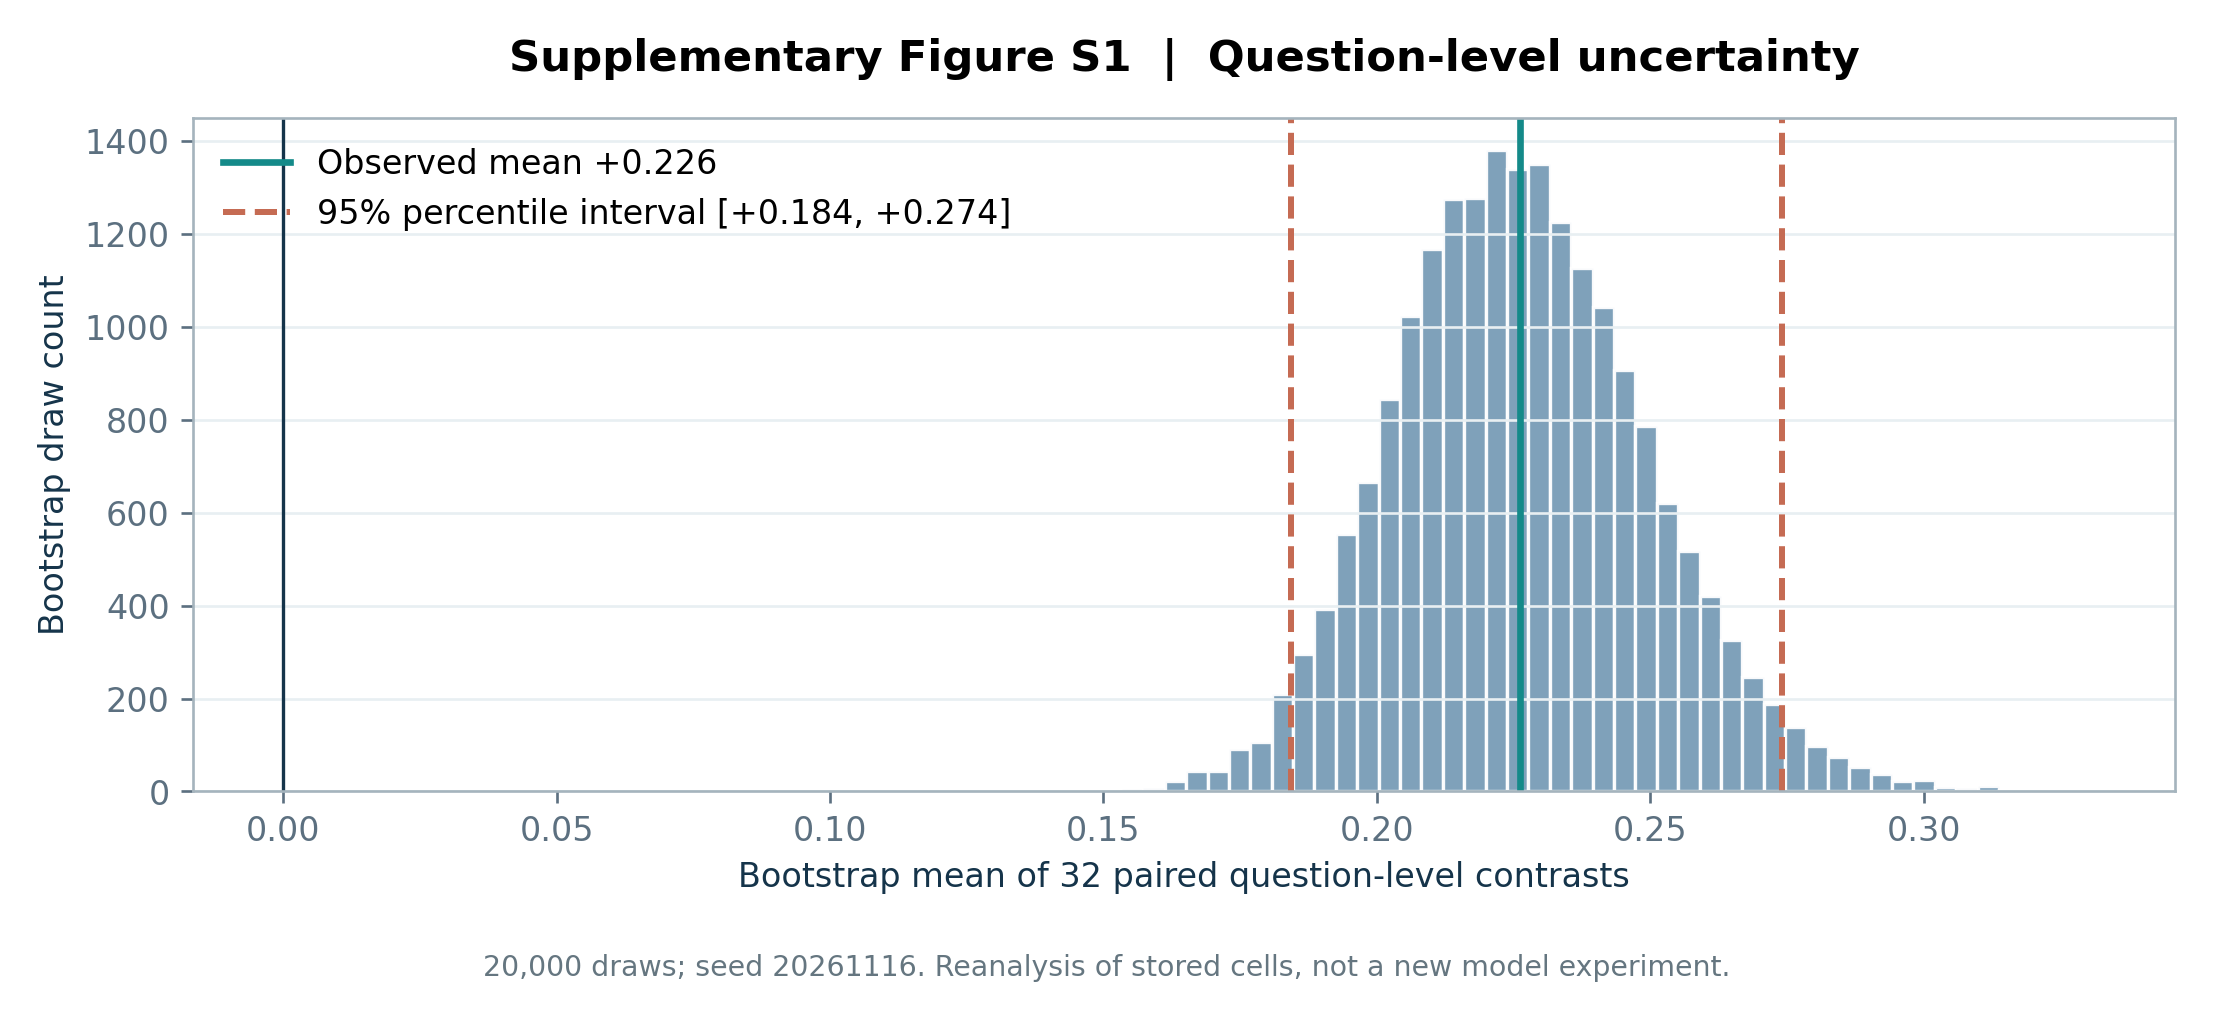 Supplementary Figure S1 | Question-level uncertainty
Observed mean +0.226
95% percentile interval [+0.184, +0.274]
Bootstrap draw count
1400
1200
1000
800
600
400
200
0
0.00 0.05 0.10 0.15 0.20 0.25 0.30
Bootstrap mean of 32 paired question-level contrasts
20,000 draws; seed 20261116. Reanalysis of stored cells, not a new model experiment.